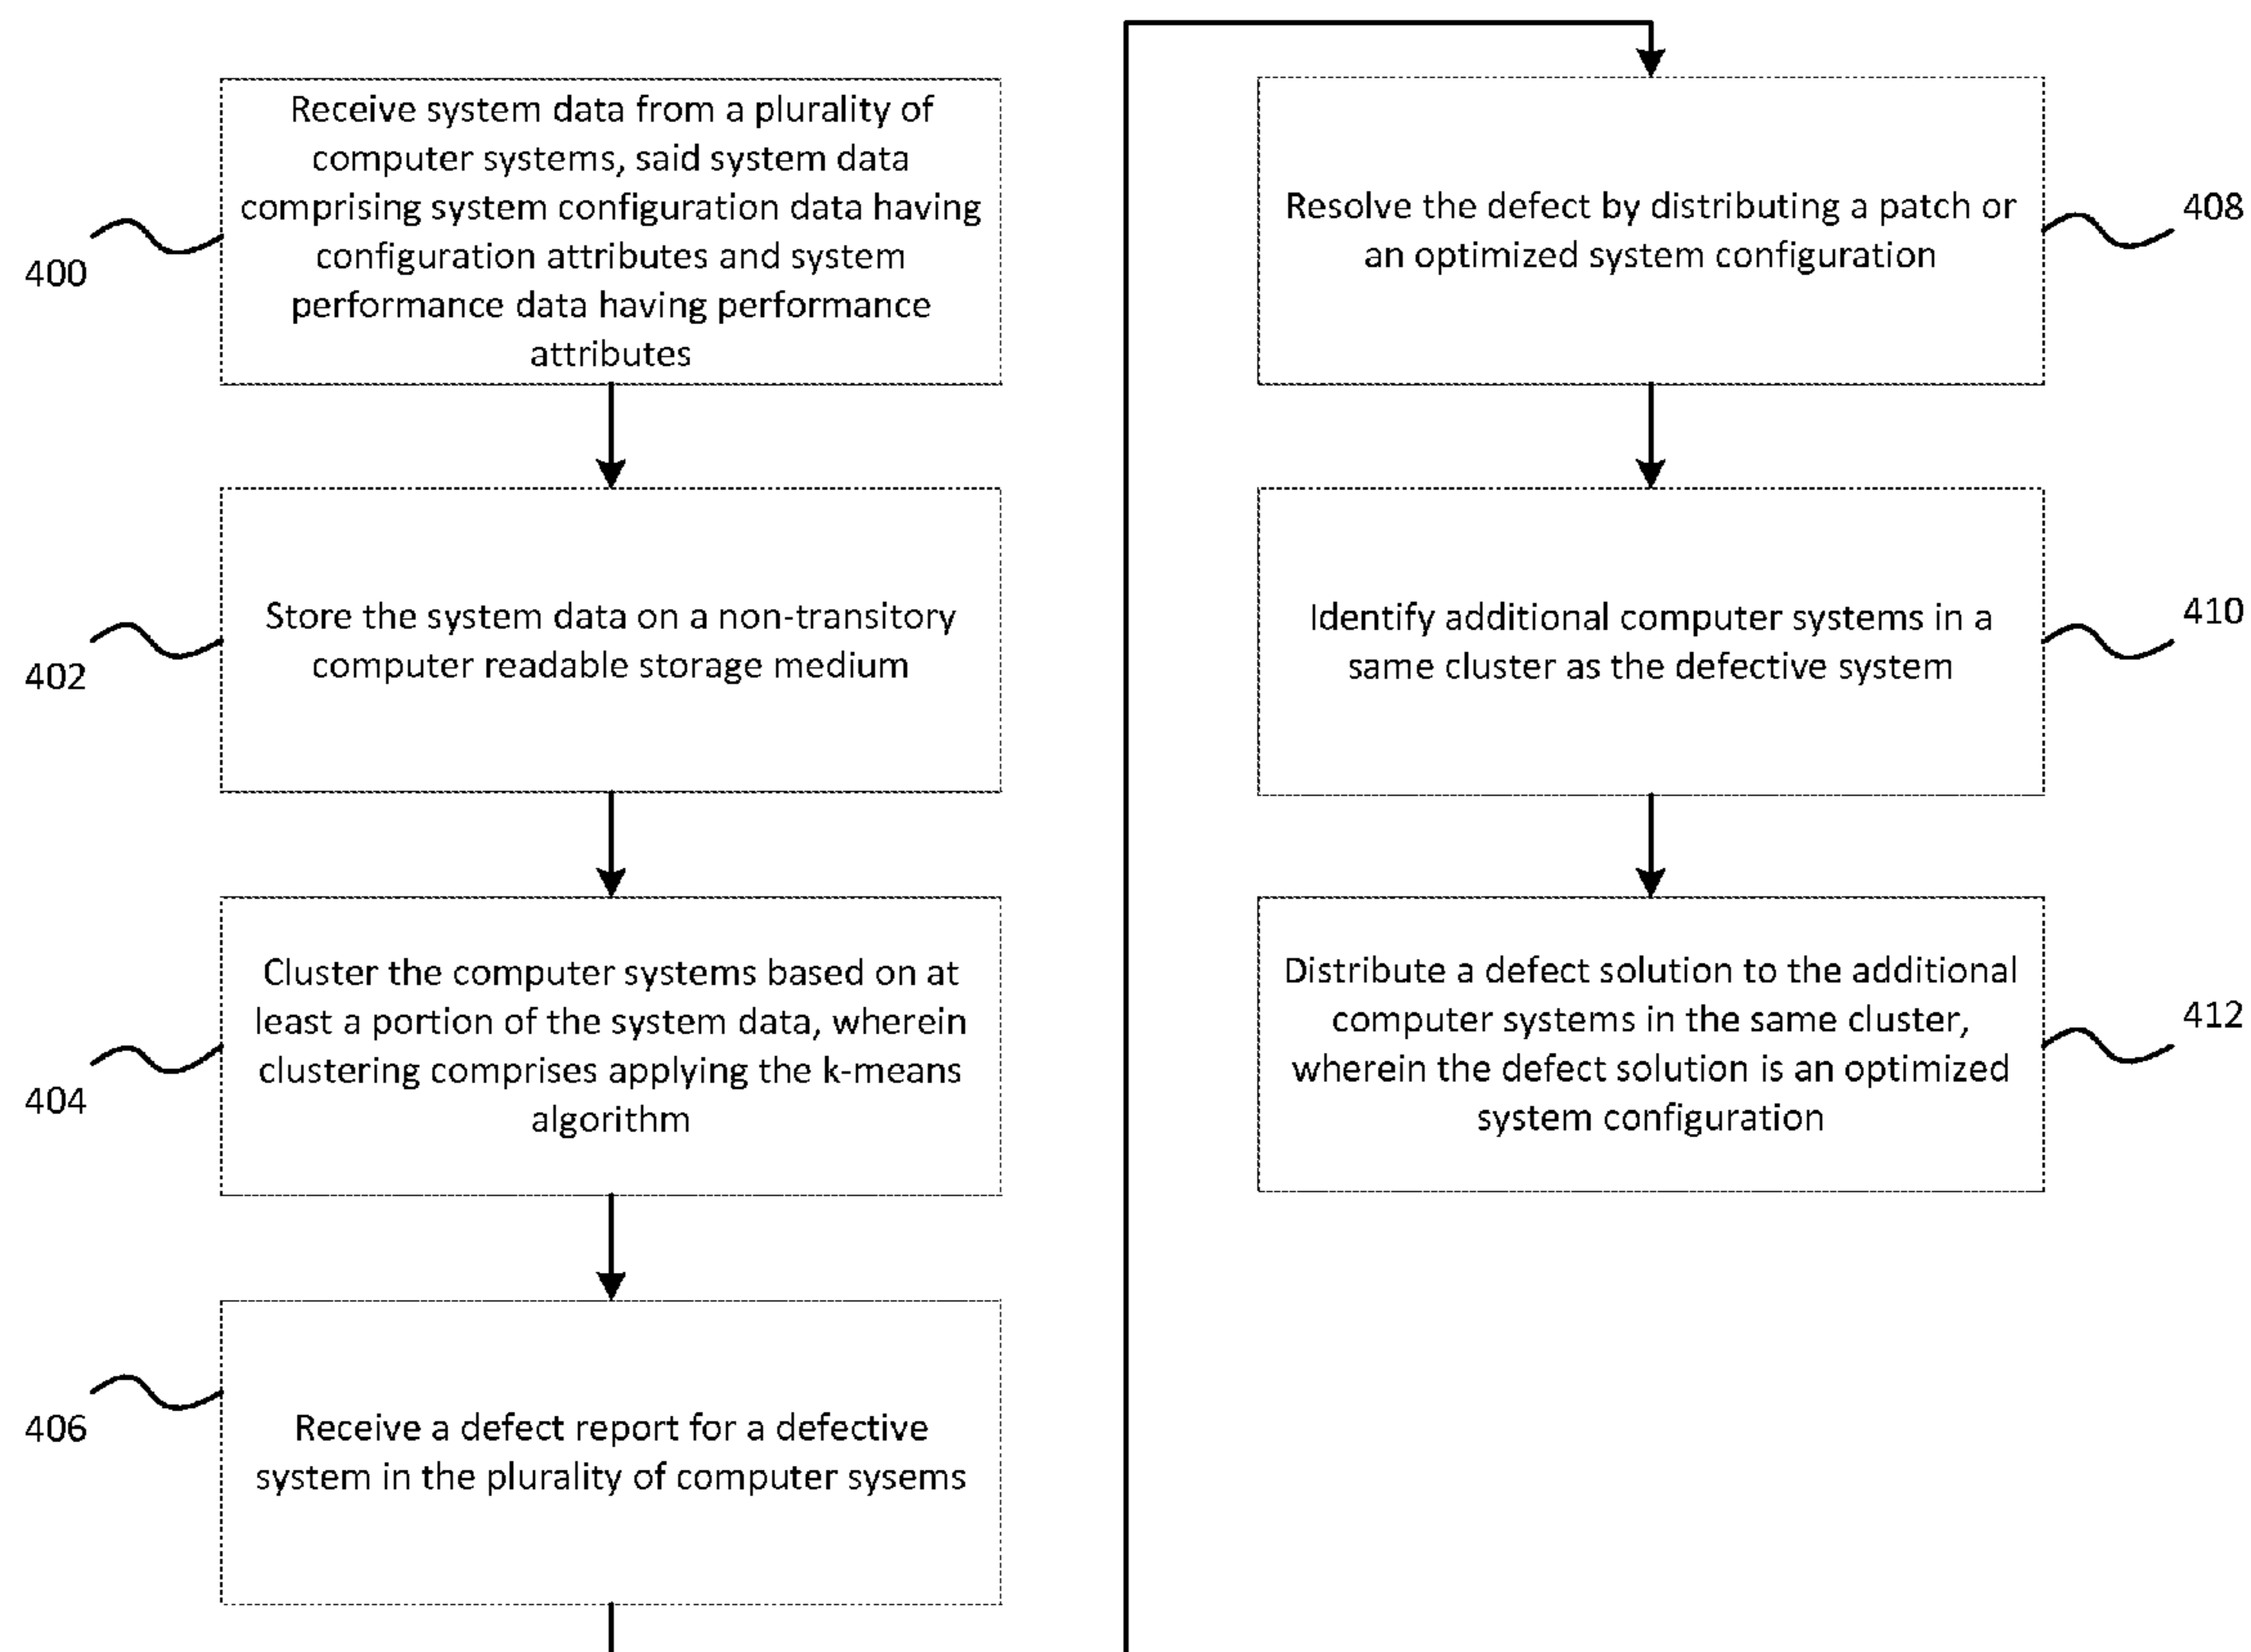 Receive system data from a plurality of
computer systems, said system data
comprising system configuration data having
configuration attributes and system
performance data having performance
attributes
400
Store the system data on a non-transitory
computer readable storage medium
402
Cluster the computer systems based on at
least a portion of the system data, wherein
clustering comprises applying the k-means
algorithm
404
Receive a defect report for a defective
system in the plurality of computer sysems
406
Resolve the defect by distributing a patch or
an optimized system configuration
408
Identify additional computer systems in a
same cluster as the defective system
410
Distribute a defect solution to the additional
computer systems in the same cluster,
wherein the defect solution is an optimized
system configuration
412